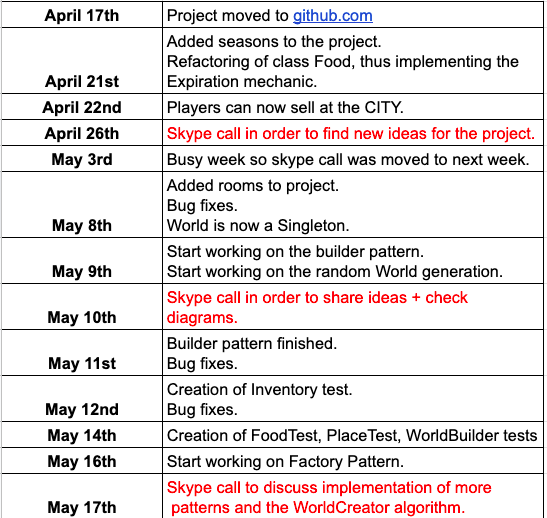 April 17th Project moved to github.com
Added seasons to the project.
Refactoring of class Food, thus implementing the
April 21st Expiration mechanic.
April 22nd Players can now sell at the CITY.
April 26th Skype call in order to find new ideas for the project.
May 3rd Busy week so skype call was moved to next week.
Added rooms to project.
Bug fixes.
May 8th World is now a Singleton.
Start working on the builder pattern.
May 9th Start working on the random World generation.
Skype call in order to share ideas + check
May 10th diagrams.
Builder pattern finished.
May 11st Bug fixes.
Creation of Inventory test.
May 12nd Bug fixes.
May 14th Creation of FoodTest, PlaceTest, WorldBuilder tests
May 16th Start working on Factory Pattern.
Skype call to discuss implementation of more
May 17th patterns and the WorldCreator algorithm.